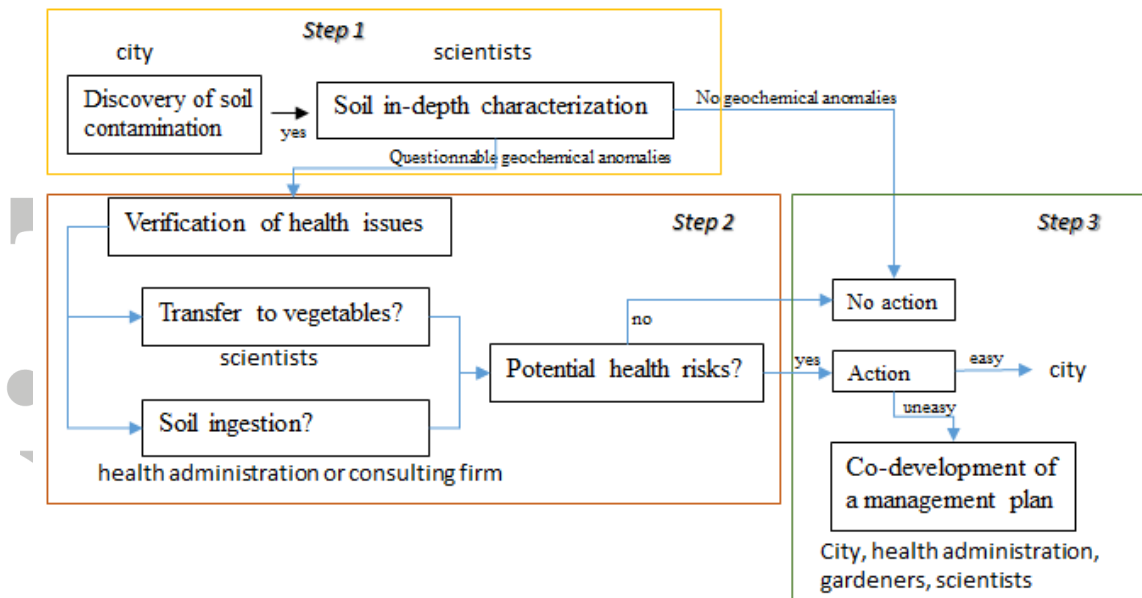 Step 1
city
scientists
Discovery of soil
contamination
yes
Soil in-depth characterization
No geochemical anomalies
Questionnable geochemical anomalies
Step 2
Verification of health issues
Transfer to vegetables?
scientists
Soil ingestion?
health administration or consulting firm
Potential health risks?
no
yes
Step 3
No action
Action
easy
city
uneasy
Co-development of
a management plan
City, health administration,
gardeners, scientists